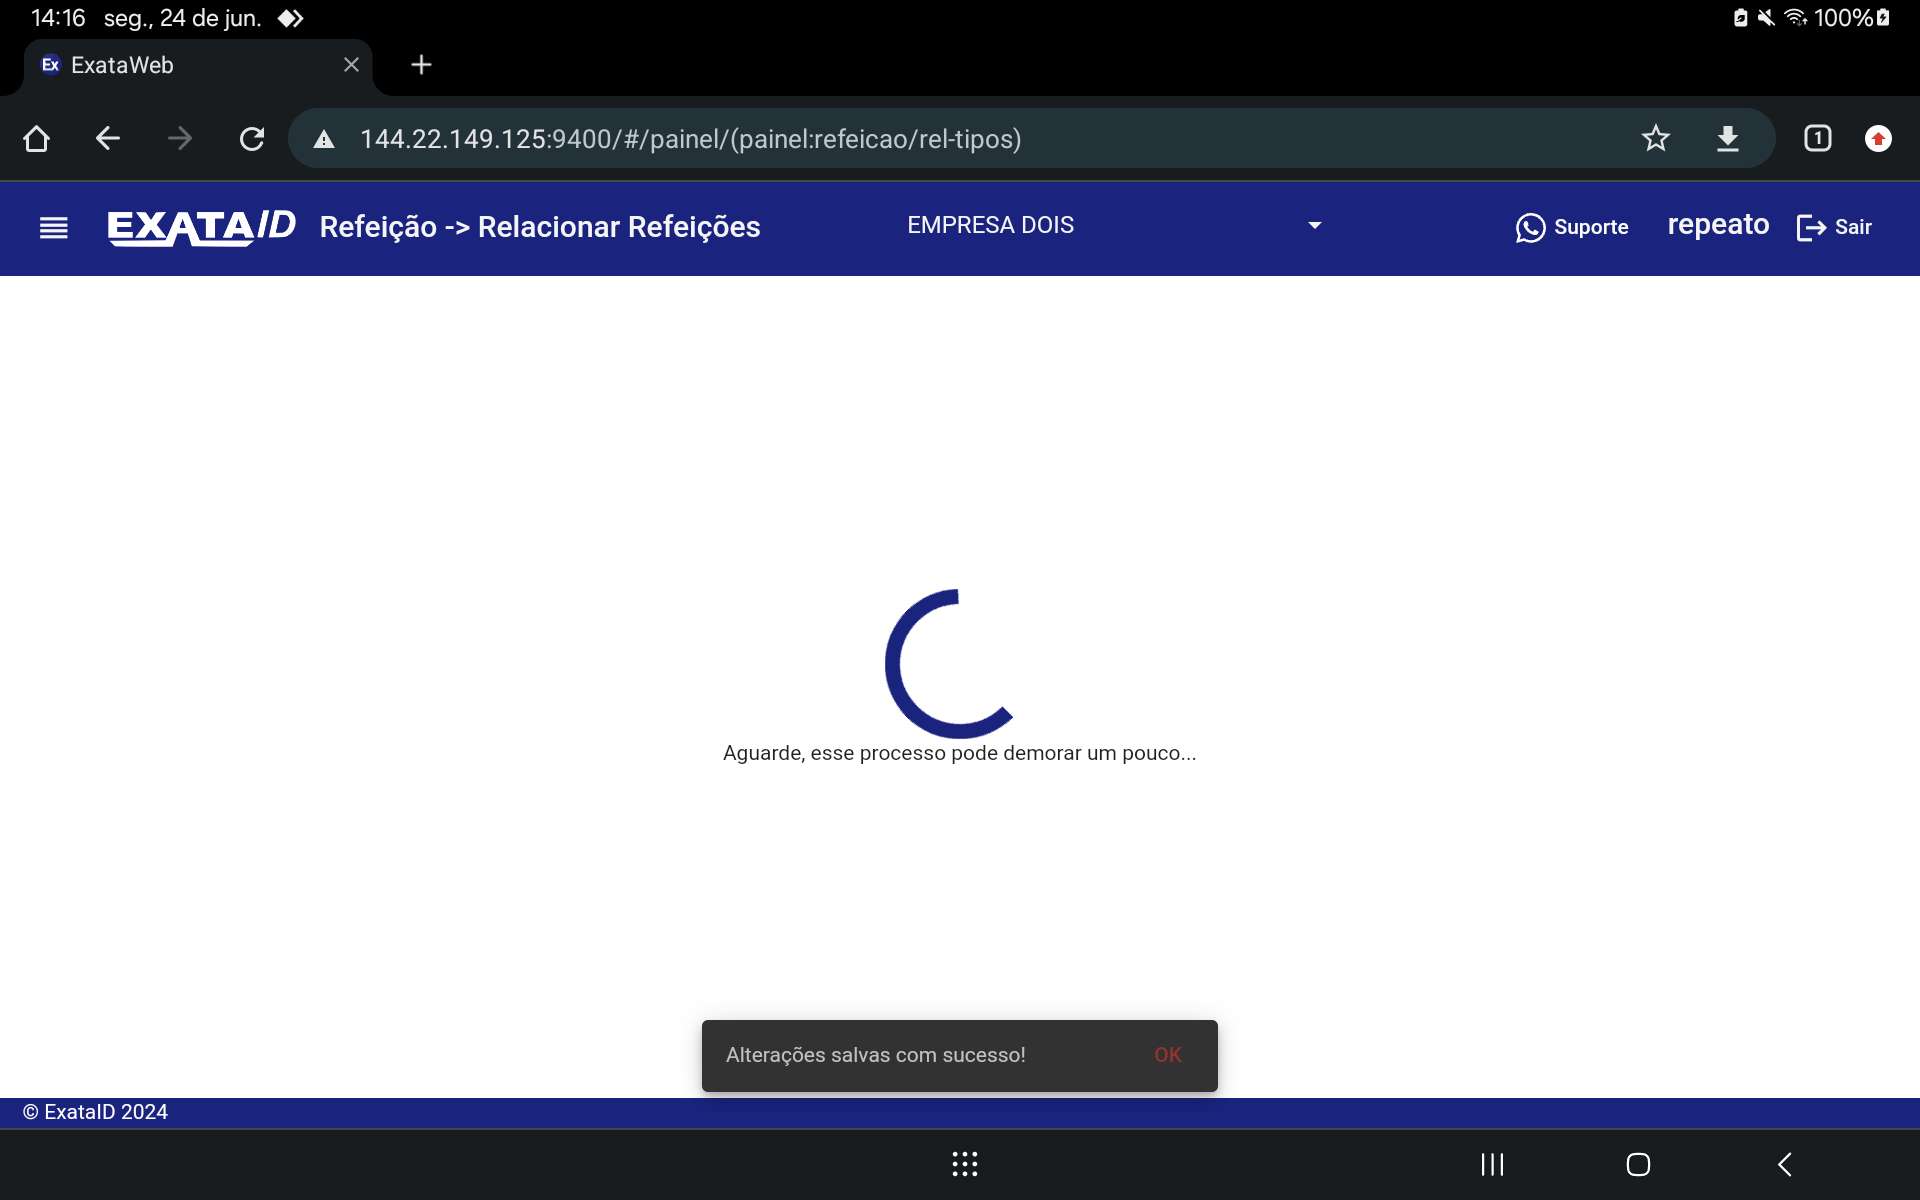 14:16 seg., 24 de jun. 100%
Ex ExataWeb
144.22.149.125:9400/#/painel/(painel:refeicao/rel-tipos) 1
EXATAID Refeição -> Relacionar Refeições EMPRESA DOIS Suporte repeato Sair
Aguarde, esse processo pode demorar um pouco...
Alterações salvas com sucesso! OK
© ExataID 2024